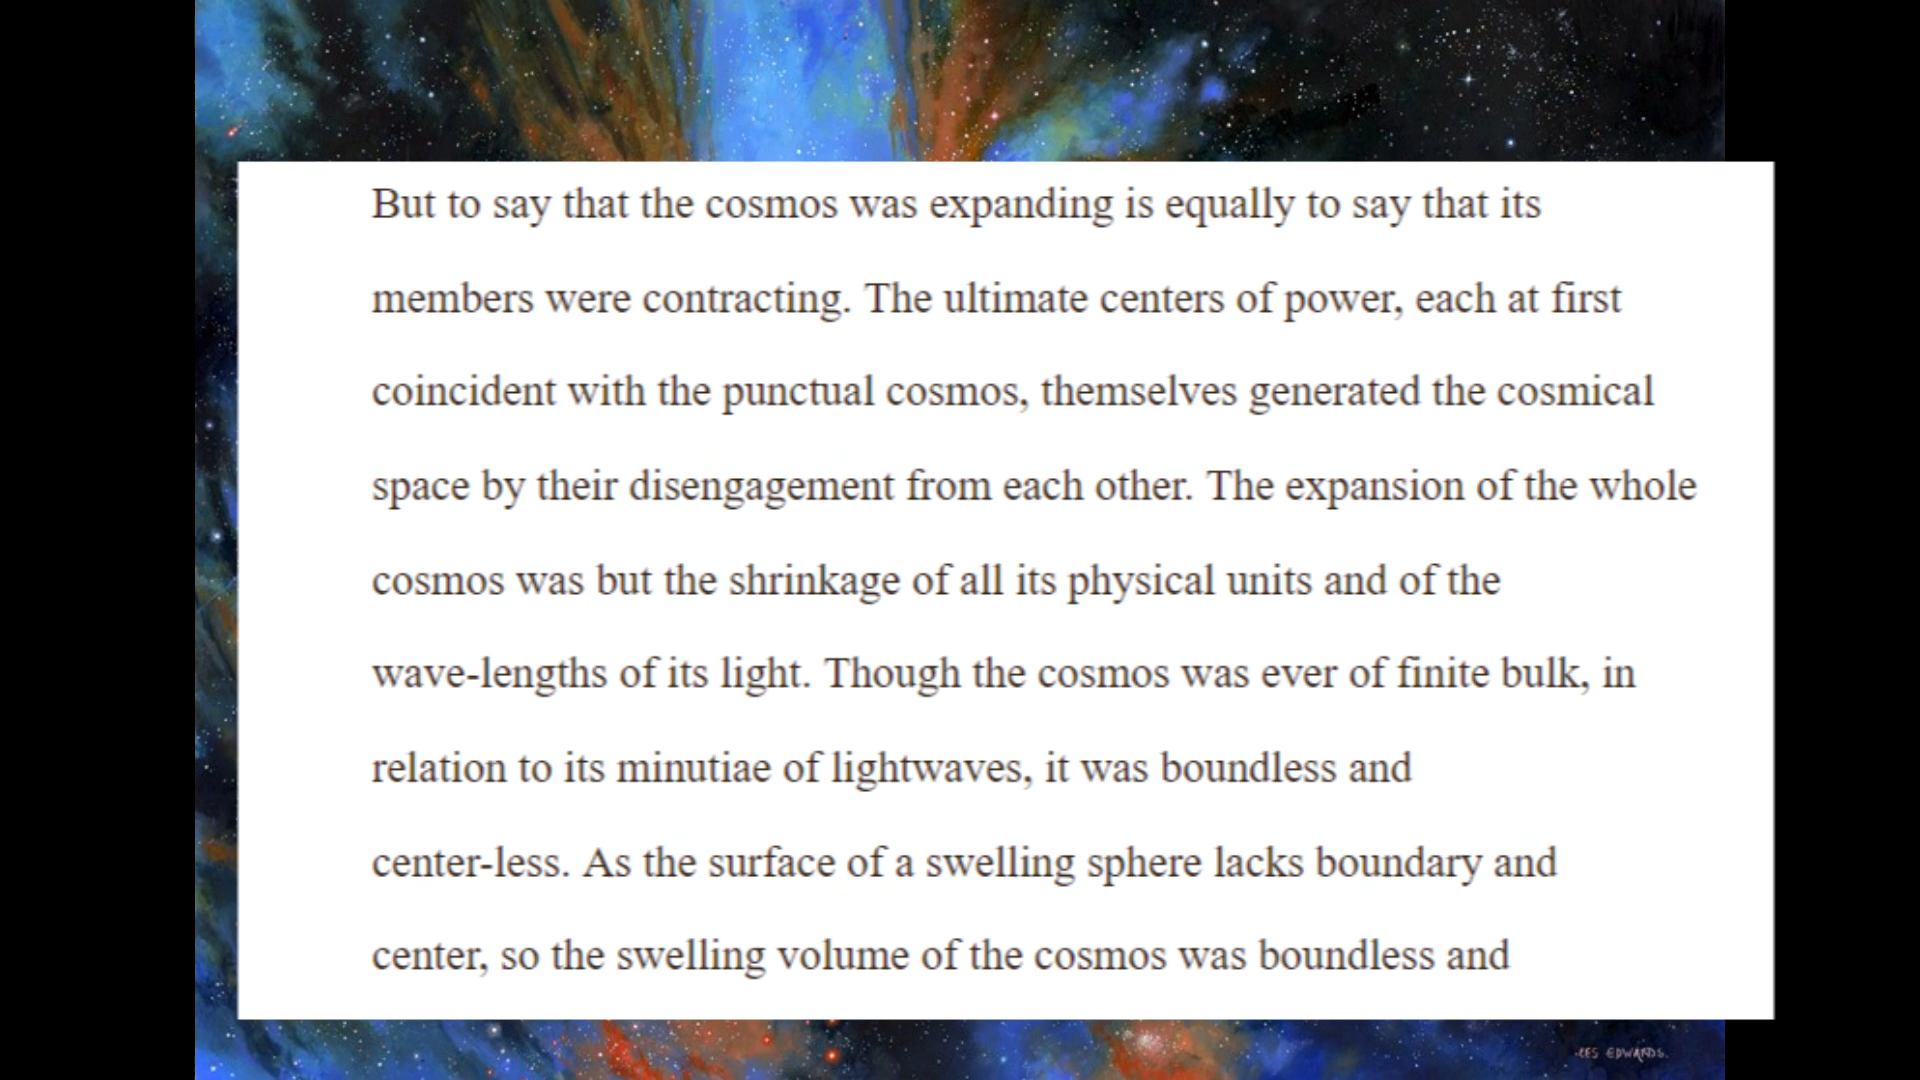 But to say that the cosmos was expanding is equally to say that its
members were contracting. The ultimate centers of power, each at first
coincident with the punctual cosmos, themselves generated the cosmical
space by their disengagement from each other. The expansion of the whole
cosmos was but the shrinkage of all its physical units and of the
wave-lengths of its light. Though the cosmos was ever of finite bulk, in
relation to its minutiae of lightwaves, it was boundless and
center-less. As the surface of a swelling sphere lacks boundary and
center, so the swelling volume of the cosmos was boundless and
LES EDWARDS.